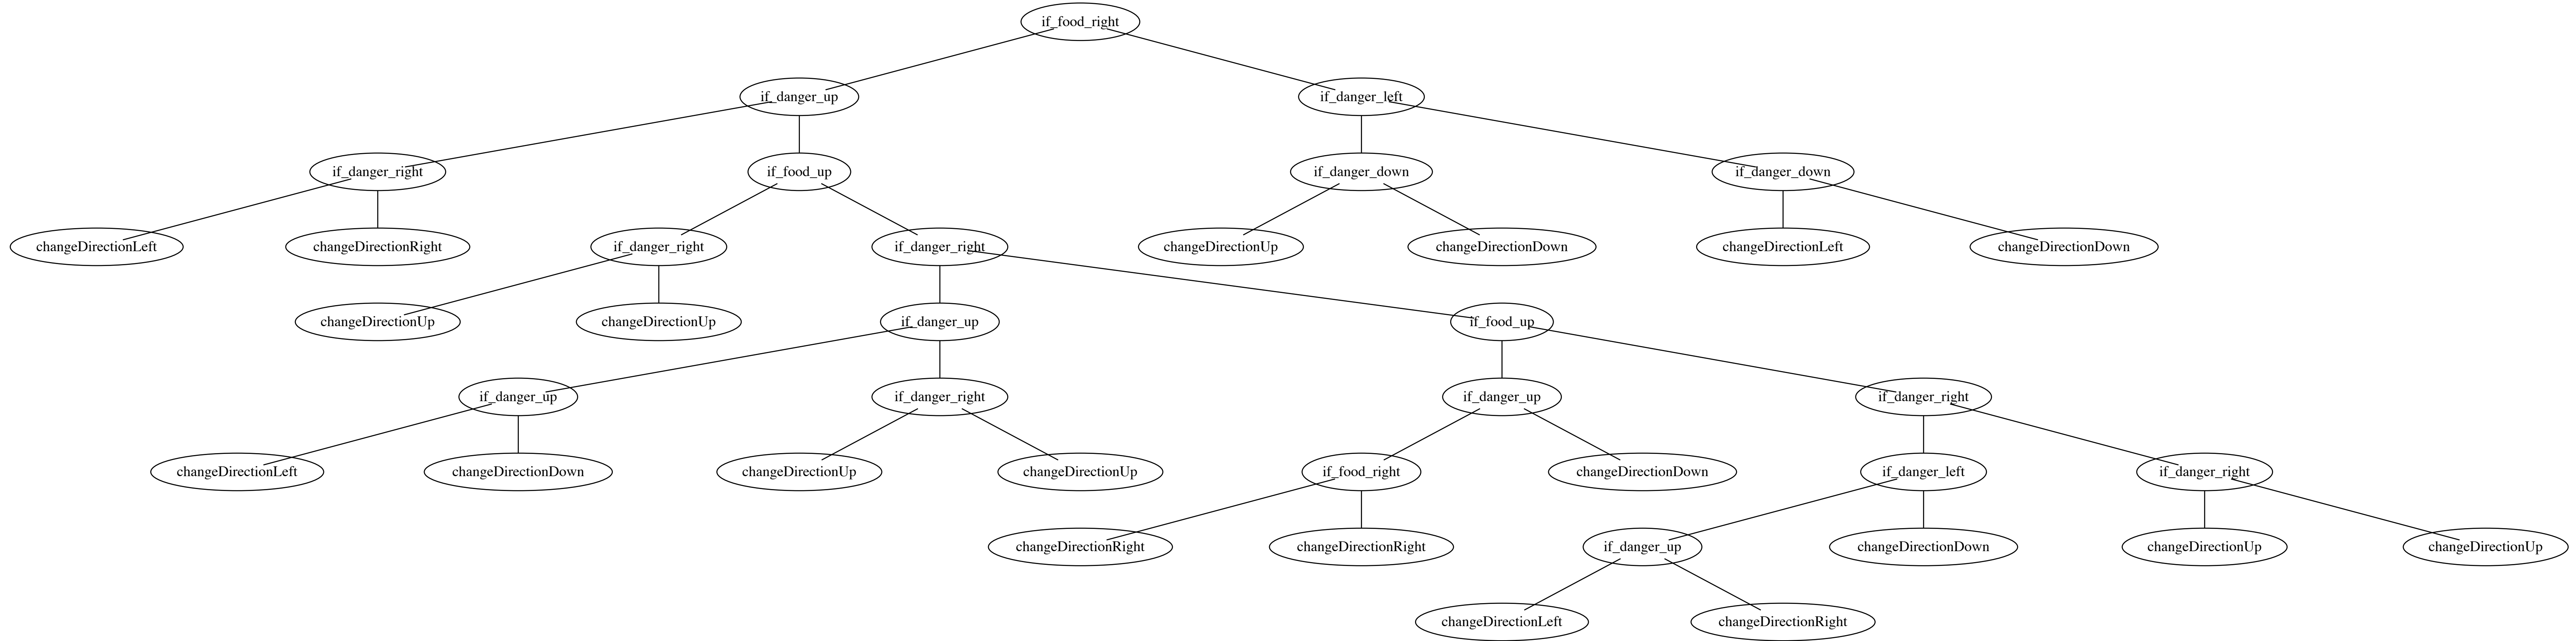 if_food_right
if_danger_up
if_danger_left
if_danger_right
if_food_up
if_danger_down
if_danger_down
changeDirectionLeft
changeDirectionRight
if_danger_right
if_danger_right
changeDirectionUp
changeDirectionDown
changeDirectionLeft
changeDirectionDown
changeDirectionUp
changeDirectionUp
if_danger_up
if_food_up
if_danger_up
if_danger_right
if_danger_up
if_danger_right
changeDirectionLeft
changeDirectionDown
changeDirectionUp
changeDirectionUp
if_food_right
changeDirectionDown
if_danger_left
if_danger_right
changeDirectionRight
changeDirectionRight
if_danger_up
changeDirectionDown
changeDirectionUp
changeDirectionUp
changeDirectionLeft
changeDirectionRight